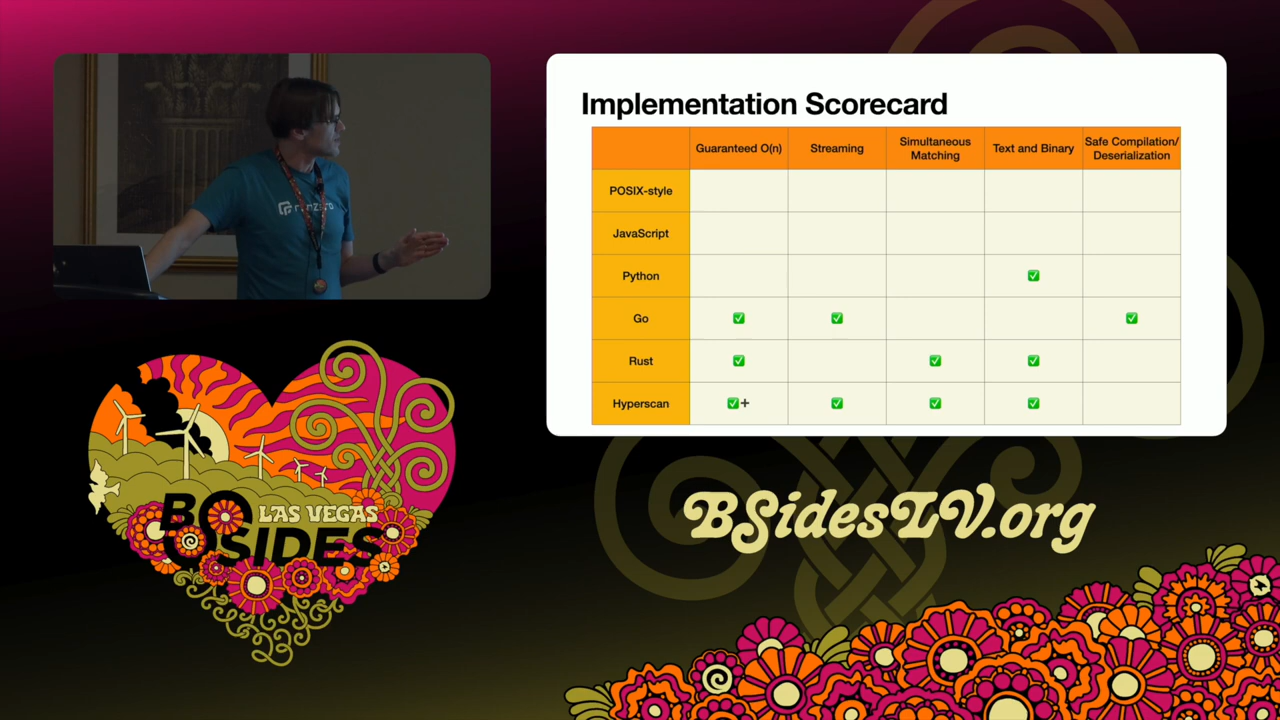 Implementation Scorecard
Guaranteed O(n) Streaming Simultaneous Matching Text and Binary Safe Compilation/ Deserialization
POSIX-style
JavaScript
Python ✅
Go ✅ ✅ ✅
Rust ✅ ✅ ✅
Hyperscan ✅+ ✅ ✅ ✅
BSidesLV.org
BSIDES
LAS VEGAS